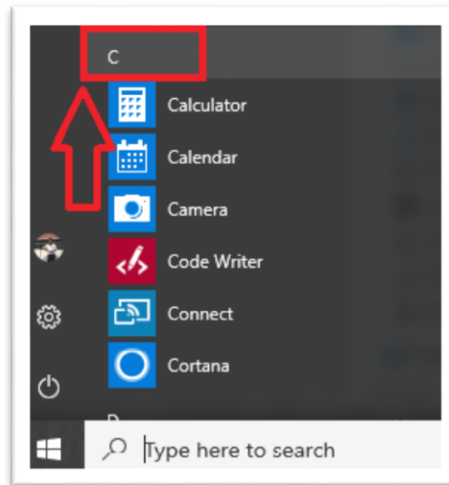 C
Calculator
Calendar
Camera
Code Writer
Connect
Cortana
Type here to search